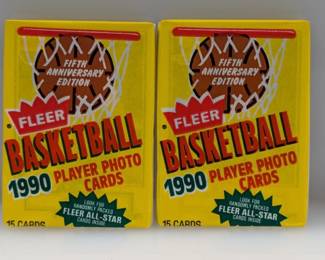 FIFTH
ANNIVERSARY
EDITION
FLEER
BASKETBALL
1990 PLAYER PHOTO
CARDS
LOOK FOR
RANDOMLY PACKED
FLEER ALL-STAR
CARDS INSIDE
15 CARDS
FIFTH
ANNIVERSARY
EDITION
FLEER
BASKETBALL
1990 PLAYER PHOTO
CARDS
LOOK FOR
RANDOMLY PACKED
FLEER ALL-STAR
CARDS INSIDE
15 CARDS